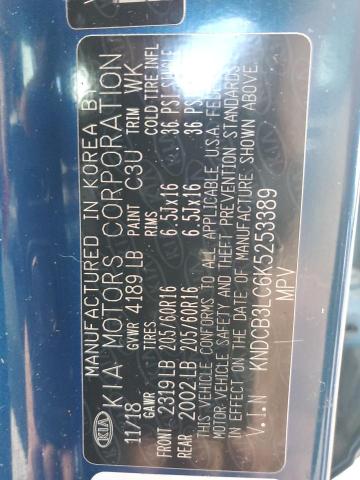 MANUFACTURED IN KOREA BY
KIA KIA MOTORS CORPORATION
11/18 GVWR 4189 LB PAINT C3U TRIM WK
GAWR TIRES RIMS COLD TIRE INFL
FRONT 2319 LB 205/60R16 6.5Jx16 36 PSI SINGLE
REAR 2002 LB 205/60R16 6.5Jx16 36 PSI
THIS VEHICLE CONFORMS TO ALL APPLICABLE U.S.A. FEDERAL
MOTOR VEHICLE SAFETY AND THEFT PREVENTION STANDARDS
IN EFFECT ON THE DATE OF MANUFACTURE SHOWN ABOVE.
V.I.N KNDCB3LC6K5253389
MPV